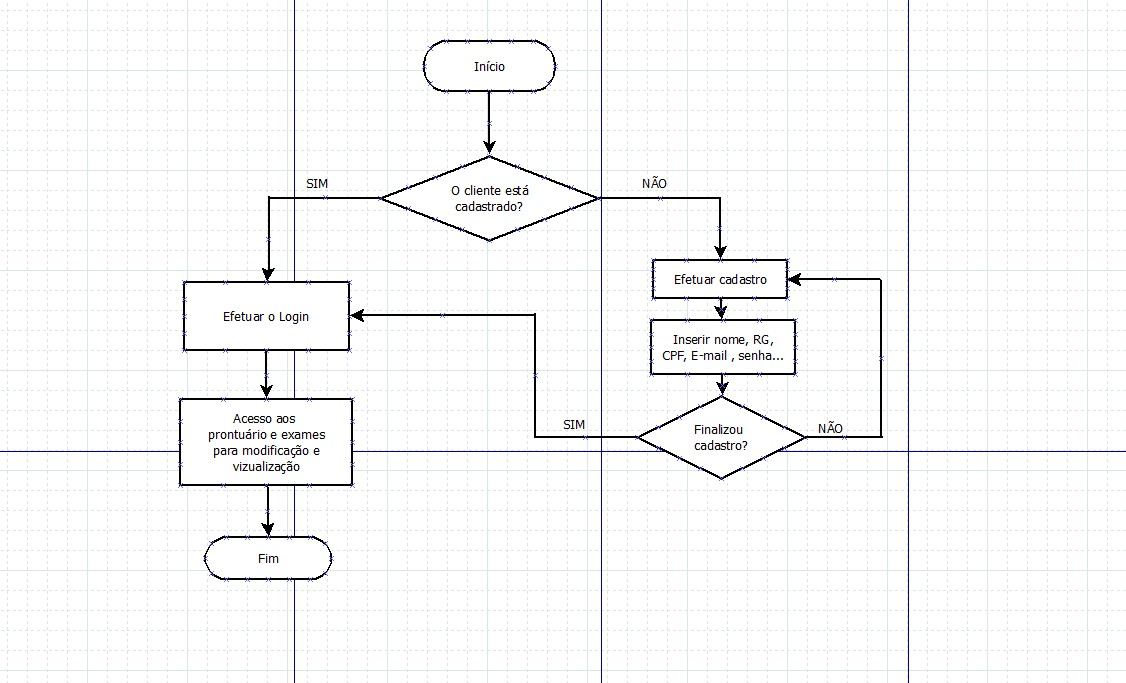 Início
O cliente está
cadastrado?
SIM
NÃO
Efetuar o Login
Acesso aos
prontuário e exames
para modificação e
vizualização
Fim
Efetuar cadastro
Inserir nome, RG,
CPF, E-mail , senha...
Finalizou
cadastro?
SIM
NÃO